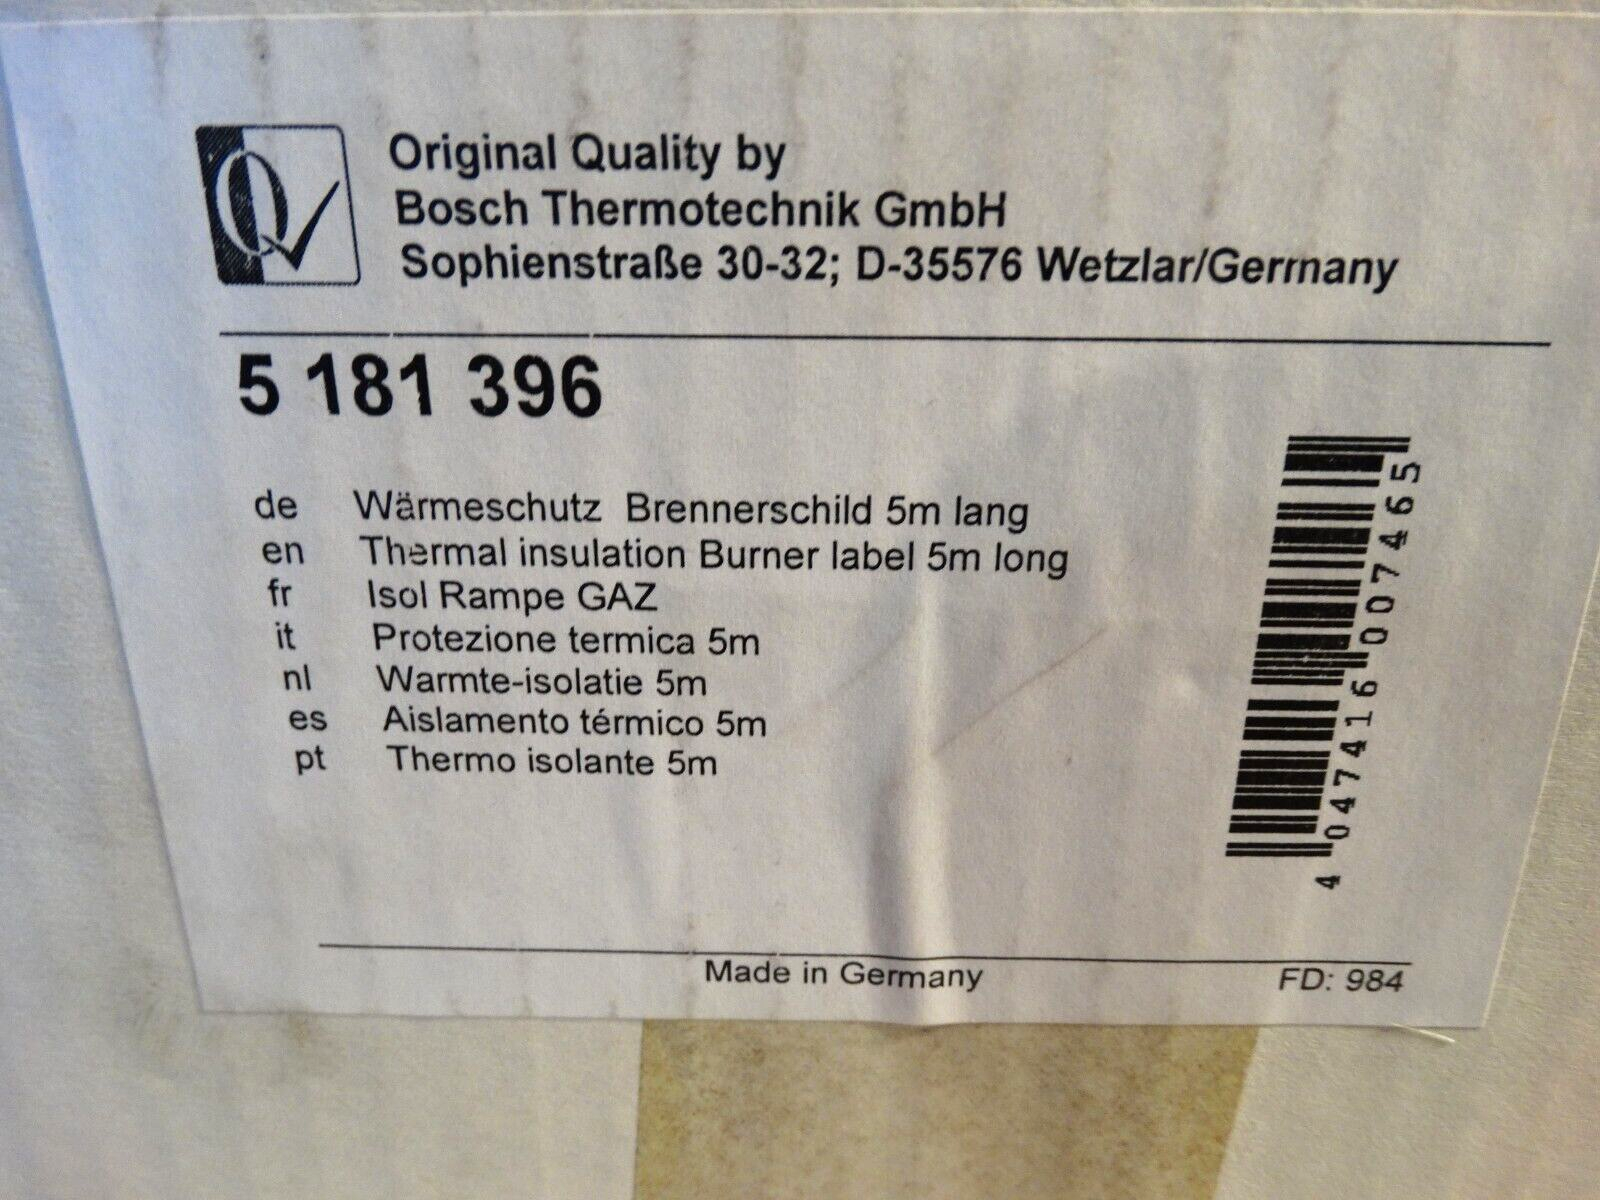 Original Quality by
Bosch Thermotechnik GmbH
Sophienstraße 30-32; D-35576 Wetzlar/Germany
5 181 396
de Wärmeschutz Brennerschild 5m lang
en Thermal insulation Burner label 5m long
fr Isol Rampe GAZ
it Protezione termica 5m
nl Warmte-isolatie 5m
es Aislamento térmico 5m
pt Thermo isolante 5m
4 047416 007465
Made in Germany
FD: 984